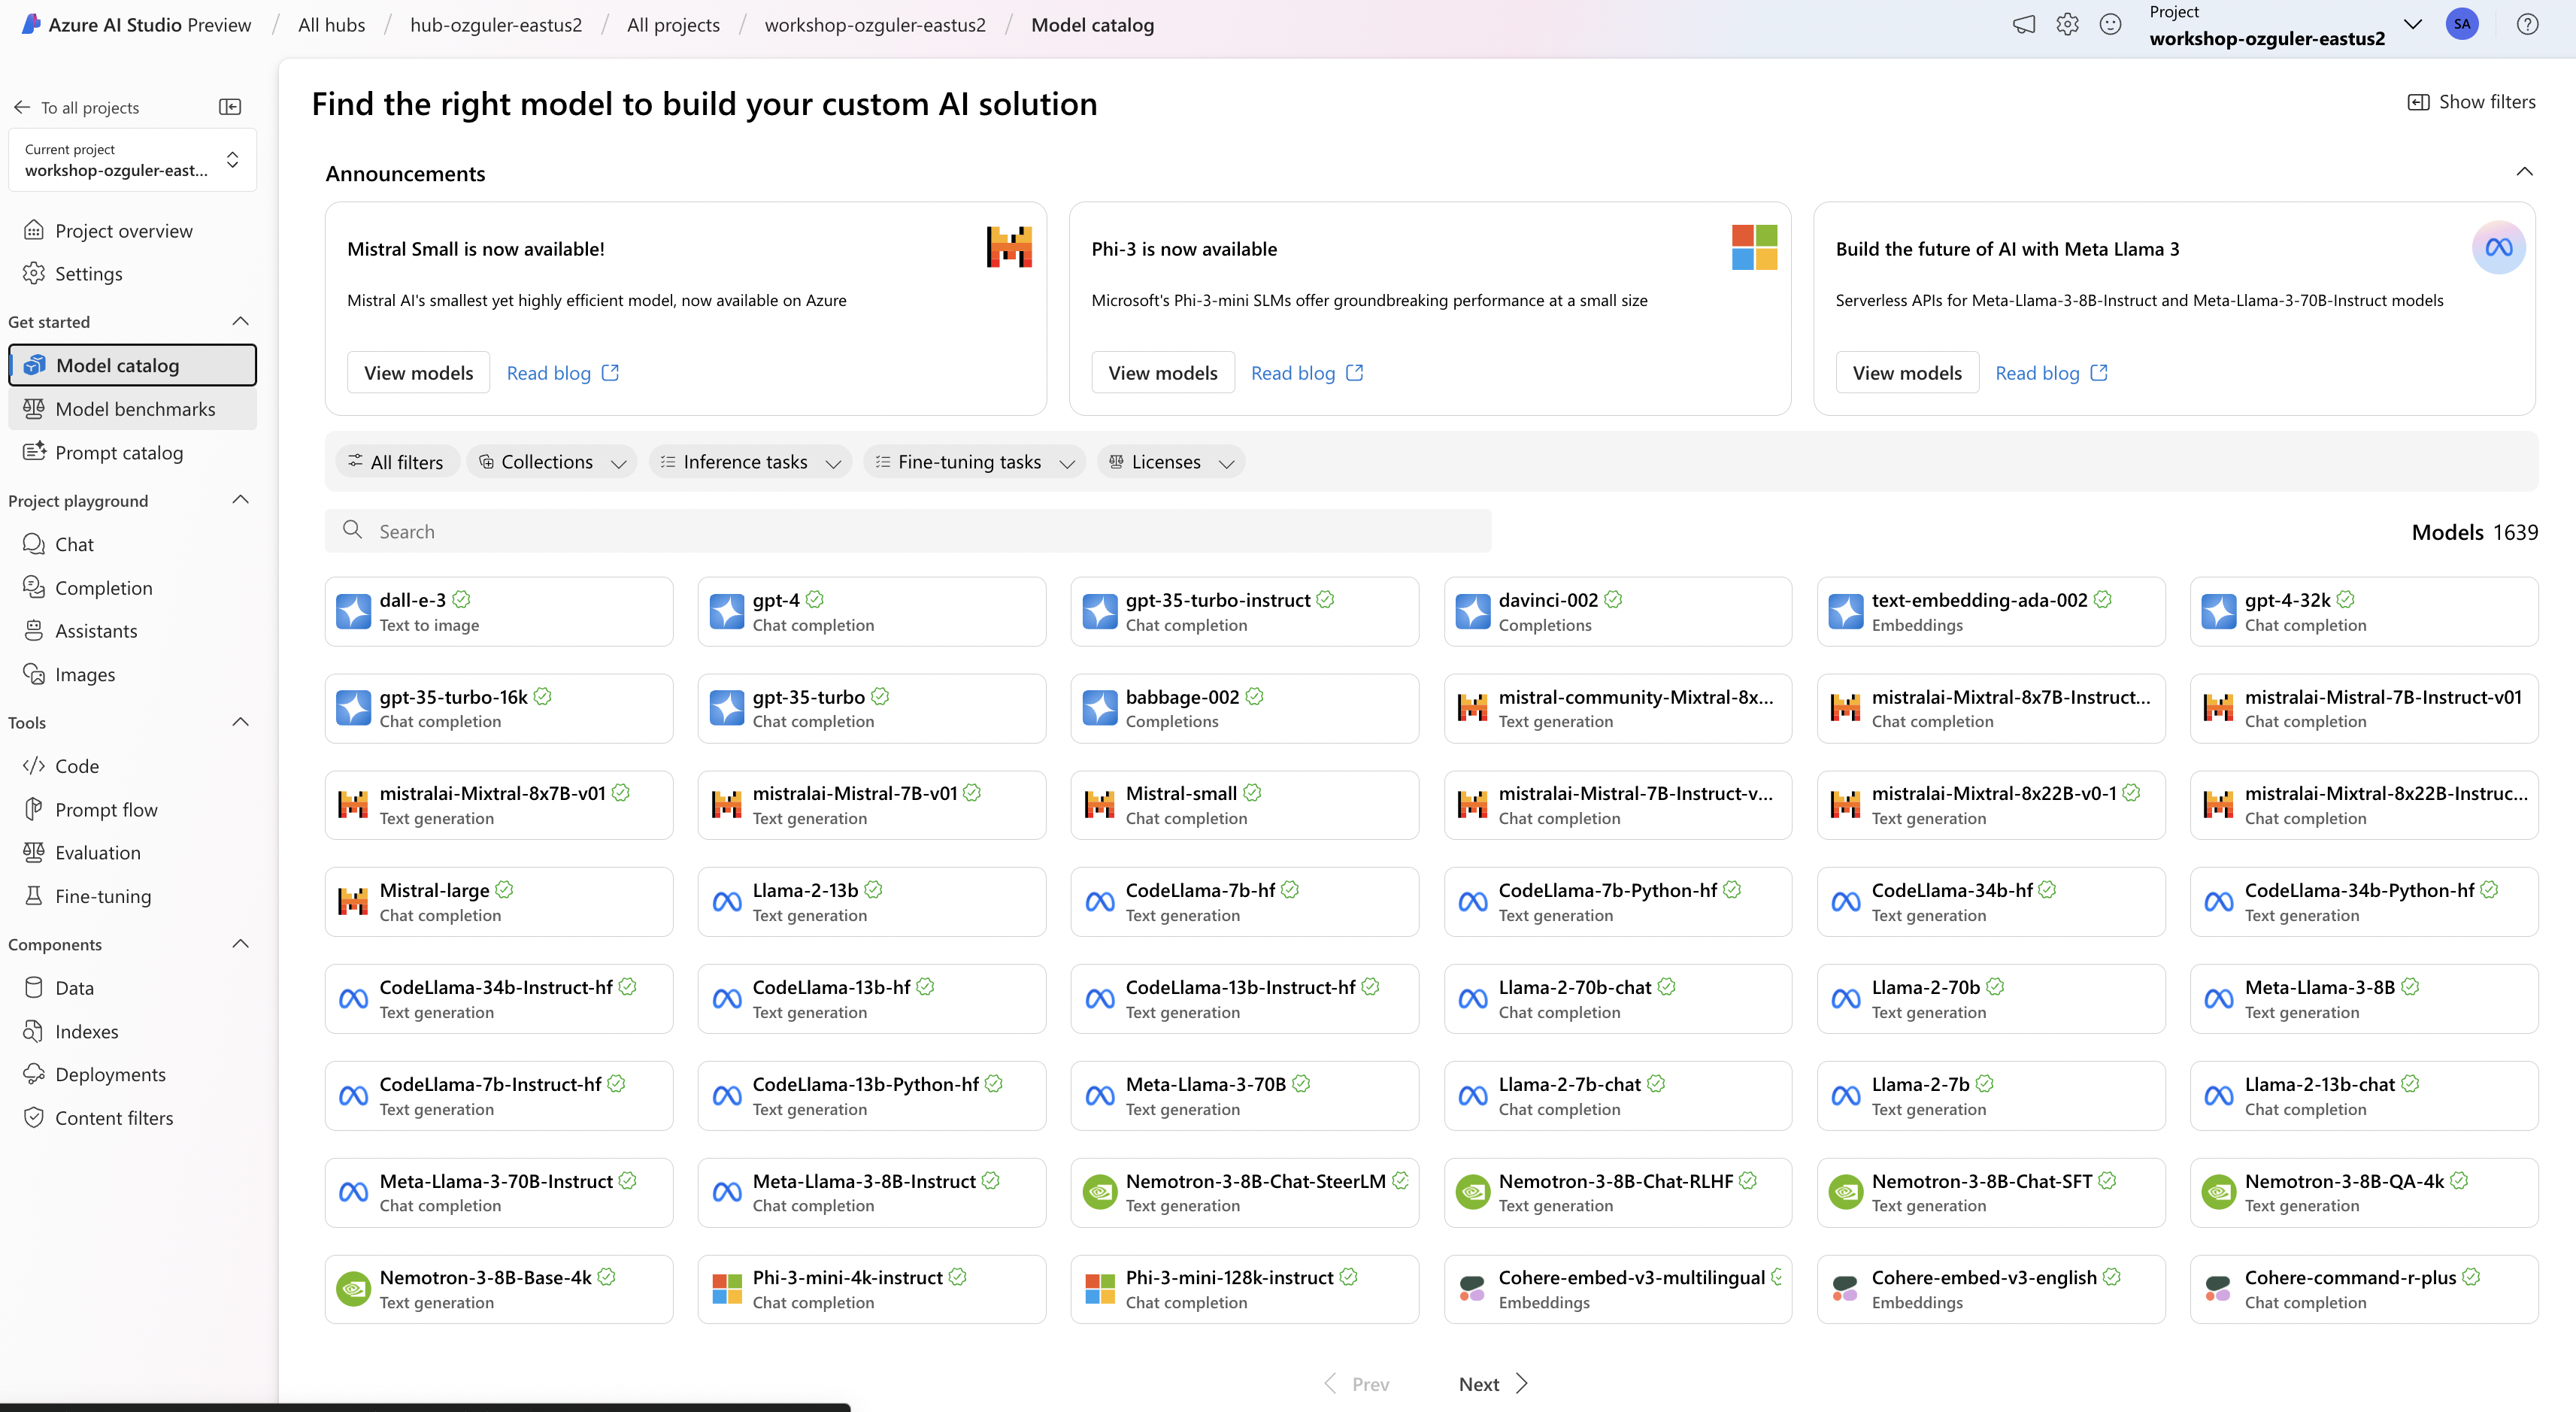 Azure AI Studio Preview / All hubs / hub-ozguler-eastus2 / All projects / workshop-ozguler-eastus2 / Model catalog
Project
workshop-ozguler-eastus2
SA
To all projects
Current project
workshop-ozguler-east...
Project overview
Settings
Get started
Model catalog
Model benchmarks
Prompt catalog
Project playground
Chat
Completion
Assistants
Images
Tools
Code
Prompt flow
Evaluation
Fine-tuning
Components
Data
Indexes
Deployments
Content filters
Find the right model to build your custom AI solution
Show filters
Announcements
Mistral Small is now available!
Mistral AI's smallest yet highly efficient model, now available on Azure
View models Read blog
Phi-3 is now available
Microsoft's Phi-3-mini SLMs offer groundbreaking performance at a small size
View models Read blog
Build the future of AI with Meta Llama 3
Serverless APIs for Meta-Llama-3-8B-Instruct and Meta-Llama-3-70B-Instruct models
View models Read blog
All filters Collections Inference tasks Fine-tuning tasks Licenses
Search
Models 1639
dall-e-3
Text to image
gpt-4
Chat completion
gpt-35-turbo-instruct
Chat completion
davinci-002
Completions
text-embedding-ada-002
Embeddings
gpt-4-32k
Chat completion
gpt-35-turbo-16k
Chat completion
gpt-35-turbo
Chat completion
babbage-002
Completions
mistral-community-Mixtral-8x...
Text generation
mistralai-Mixtral-8x7B-Instruct...
Chat completion
mistralai-Mistral-7B-Instruct-v01
Chat completion
mistralai-Mixtral-8x7B-v01
Text generation
mistralai-Mistral-7B-v01
Text generation
Mistral-small
Chat completion
mistralai-Mistral-7B-Instruct-v...
Chat completion
mistralai-Mixtral-8x22B-v0-1
Text generation
mistralai-Mixtral-8x22B-Instruc...
Chat completion
Mistral-large
Chat completion
Llama-2-13b
Text generation
CodeLlama-7b-hf
Text generation
CodeLlama-7b-Python-hf
Text generation
CodeLlama-34b-hf
Text generation
CodeLlama-34b-Python-hf
Text generation
CodeLlama-34b-Instruct-hf
Text generation
CodeLlama-13b-hf
Text generation
CodeLlama-13b-Instruct-hf
Text generation
Llama-2-70b-chat
Chat completion
Llama-2-70b
Text generation
Meta-Llama-3-8B
Text generation
CodeLlama-7b-Instruct-hf
Text generation
CodeLlama-13b-Python-hf
Text generation
Meta-Llama-3-70B
Text generation
Llama-2-7b-chat
Chat completion
Llama-2-7b
Text generation
Llama-2-13b-chat
Chat completion
Meta-Llama-3-70B-Instruct
Chat completion
Meta-Llama-3-8B-Instruct
Chat completion
Nemotron-3-8B-Chat-SteerLM
Text generation
Nemotron-3-8B-Chat-RLHF
Text generation
Nemotron-3-8B-Chat-SFT
Text generation
Nemotron-3-8B-QA-4k
Text generation
Nemotron-3-8B-Base-4k
Text generation
Phi-3-mini-4k-instruct
Chat completion
Phi-3-mini-128k-instruct
Chat completion
Cohere-embed-v3-multilingual
Embeddings
Cohere-embed-v3-english
Embeddings
Cohere-command-r-plus
Chat completion
Prev Next